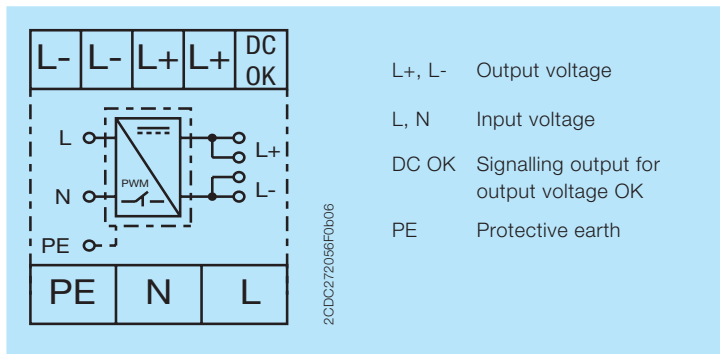 L- L- L+ L+ DC OK
L
N
PE
PWM
L+
L-
PE N L
2CDC272056F0b06
L+, L- Output voltage
L, N Input voltage
DC OK Signalling output for
output voltage OK
PE Protective earth